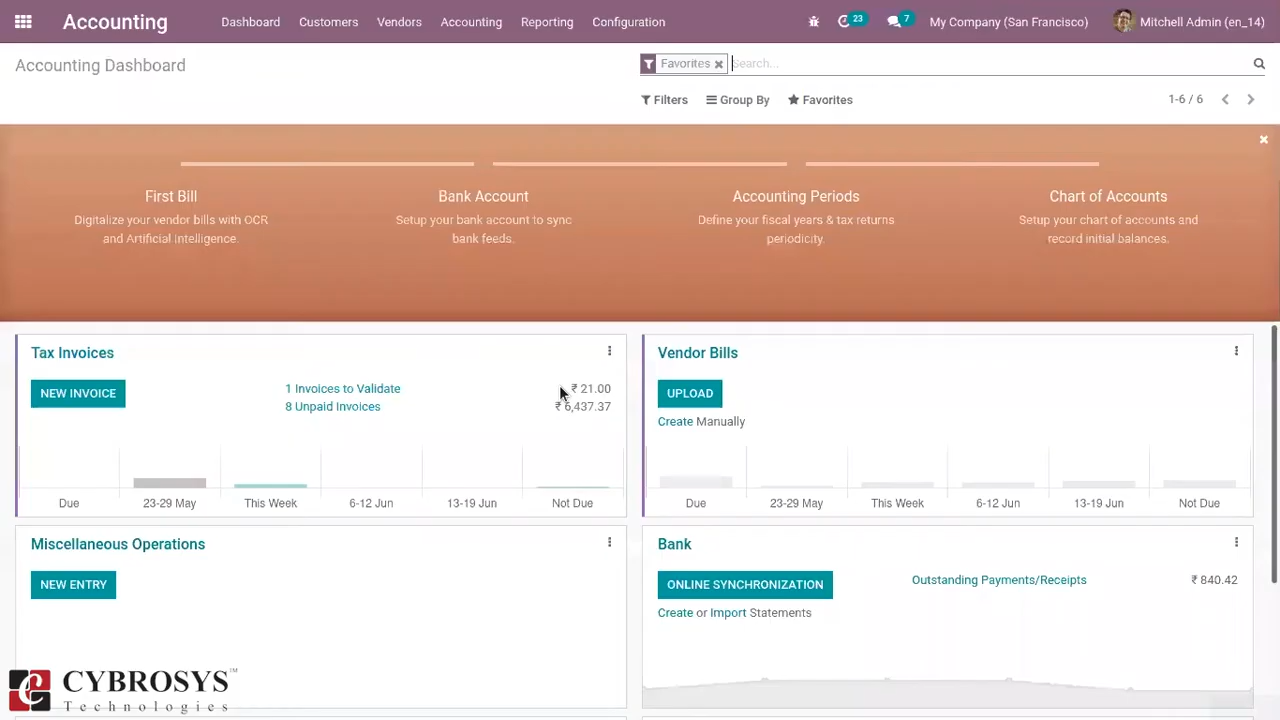 Accounting Dashboard Customers Vendors Accounting Reporting Configuration 23 7 My Company (San Francisco) Mitchell Admin (en_14)
Accounting Dashboard Favorites Search...
Filters Group By Favorites 1-6 / 6
First Bill Bank Account Accounting Periods Chart of Accounts
Digitalize your vendor bills with OCR Setup your bank account to sync Define your fiscal years & tax returns Setup your chart of accounts and
and Artificial Intelligence. bank feeds. periodicity. record initial balances.
Tax Invoices
NEW INVOICE 1 Invoices to Validate ₹ 21.00
8 Unpaid Invoices ₹ 6,437.37
Due 23-29 May This Week 6-12 Jun 13-19 Jun Not Due
Vendor Bills
UPLOAD
Create Manually
Due 23-29 May This Week 6-12 Jun 13-19 Jun Not Due
Miscellaneous Operations
NEW ENTRY
Bank
ONLINE SYNCHRONIZATION Outstanding Payments/Receipts ₹ 840.42
Create or Import Statements
CYBROSYS™
Technologies